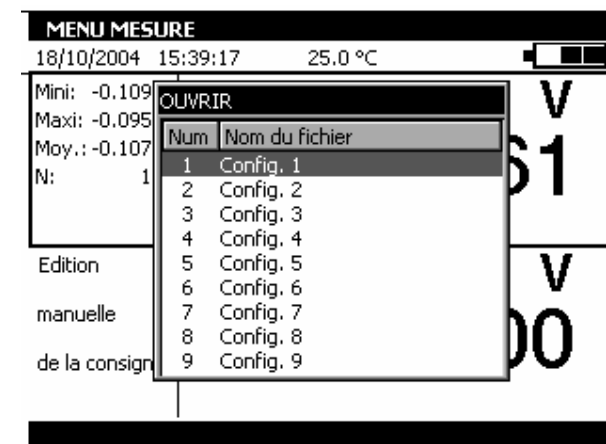 MENU MESURE
18/10/2004 15:39:17 25.0 °C
Mini: -0.109
Maxi: -0.095
Moy.: -0.107
N: 1
V
61
OUVRIR
Num Nom du fichier
1 Config. 1
2 Config. 2
3 Config. 3
4 Config. 4
5 Config. 5
6 Config. 6
7 Config. 7
8 Config. 8
9 Config. 9
Edition
manuelle
de la consign
V
00